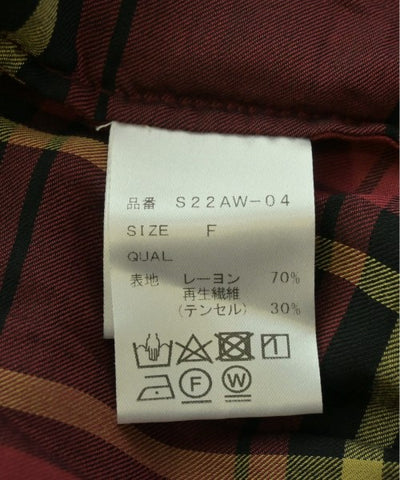 品番 S22AW-04
SIZE F
QUAL
表地 レーヨン 70%
再生繊維
(テンセル) 30%
F W